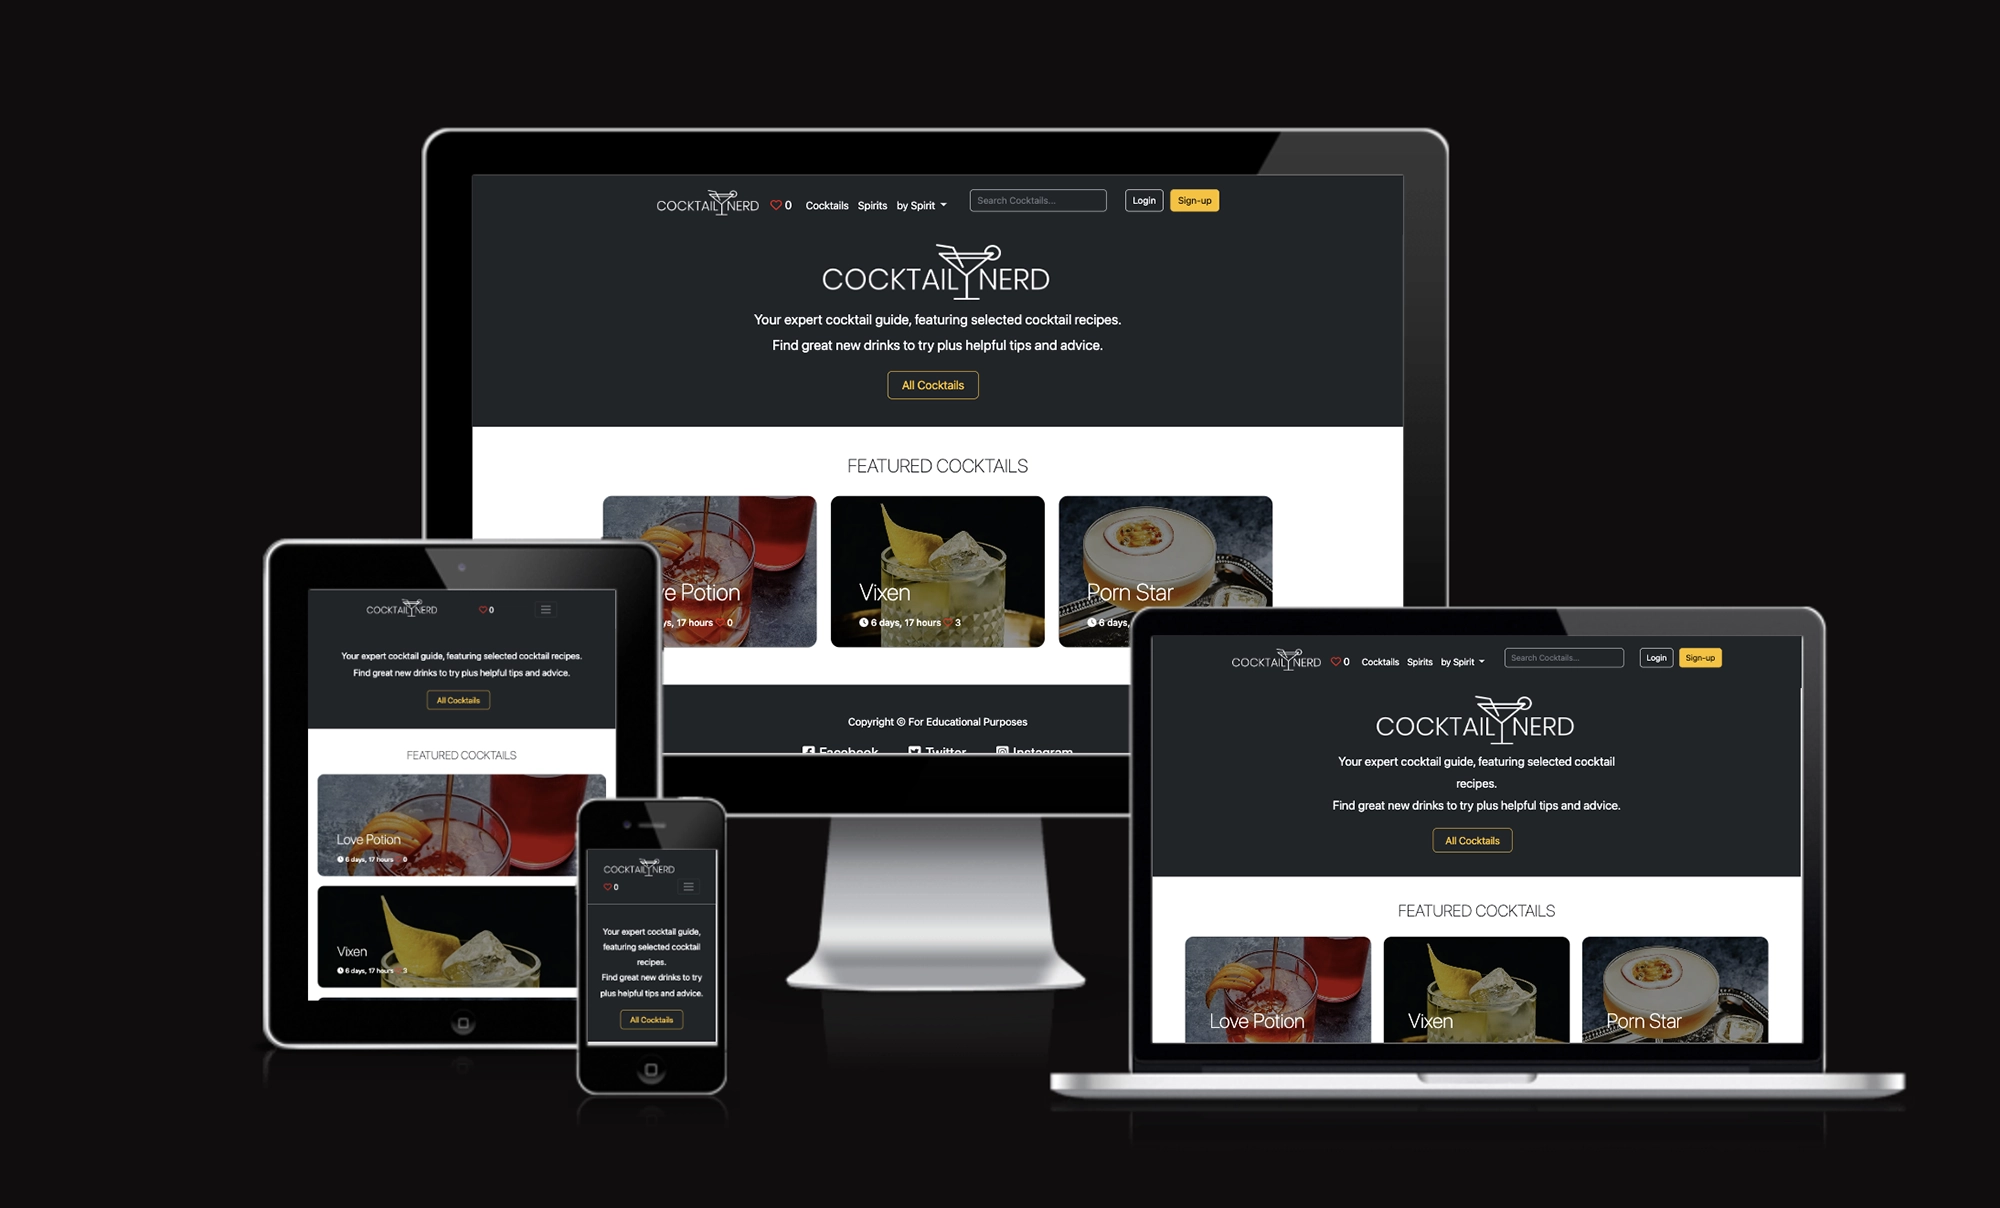 COCKTAIL NERD 0 Cocktails Spirits by Spirit Search Cocktails... Login Sign-up
COCKTAIL NERD
Your expert cocktail guide, featuring selected cocktail recipes.
Find great new drinks to try plus helpful tips and advice.
All Cocktails
FEATURED COCKTAILS
ve Potion
ys, 17 hours 0
Vixen
6 days, 17 hours 3
Porn Star
6 days,
Copyright © For Educational Purposes
Facebook Twitter Instagram
COCKTAIL NERD 0
Your expert cocktail guide, featuring selected cocktail recipes.
Find great new drinks to try plus helpful tips and advice.
All Cocktails
FEATURED COCKTAILS
Love Potion
6 days, 17 hours 0
Vixen
6 days, 17 hours 3
COCKTAIL NERD
0
Your expert cocktail guide,
featuring selected cocktail
recipes.
Find great new drinks to try
plus helpful tips and advice.
All Cocktails
COCKTAIL NERD 0 Cocktails Spirits by Spirit Search Cocktails... Login Sign-up
COCKTAIL NERD
Your expert cocktail guide, featuring selected cocktail
recipes.
Find great new drinks to try plus helpful tips and advice.
All Cocktails
FEATURED COCKTAILS
Love Potion
Vixen
Porn Star